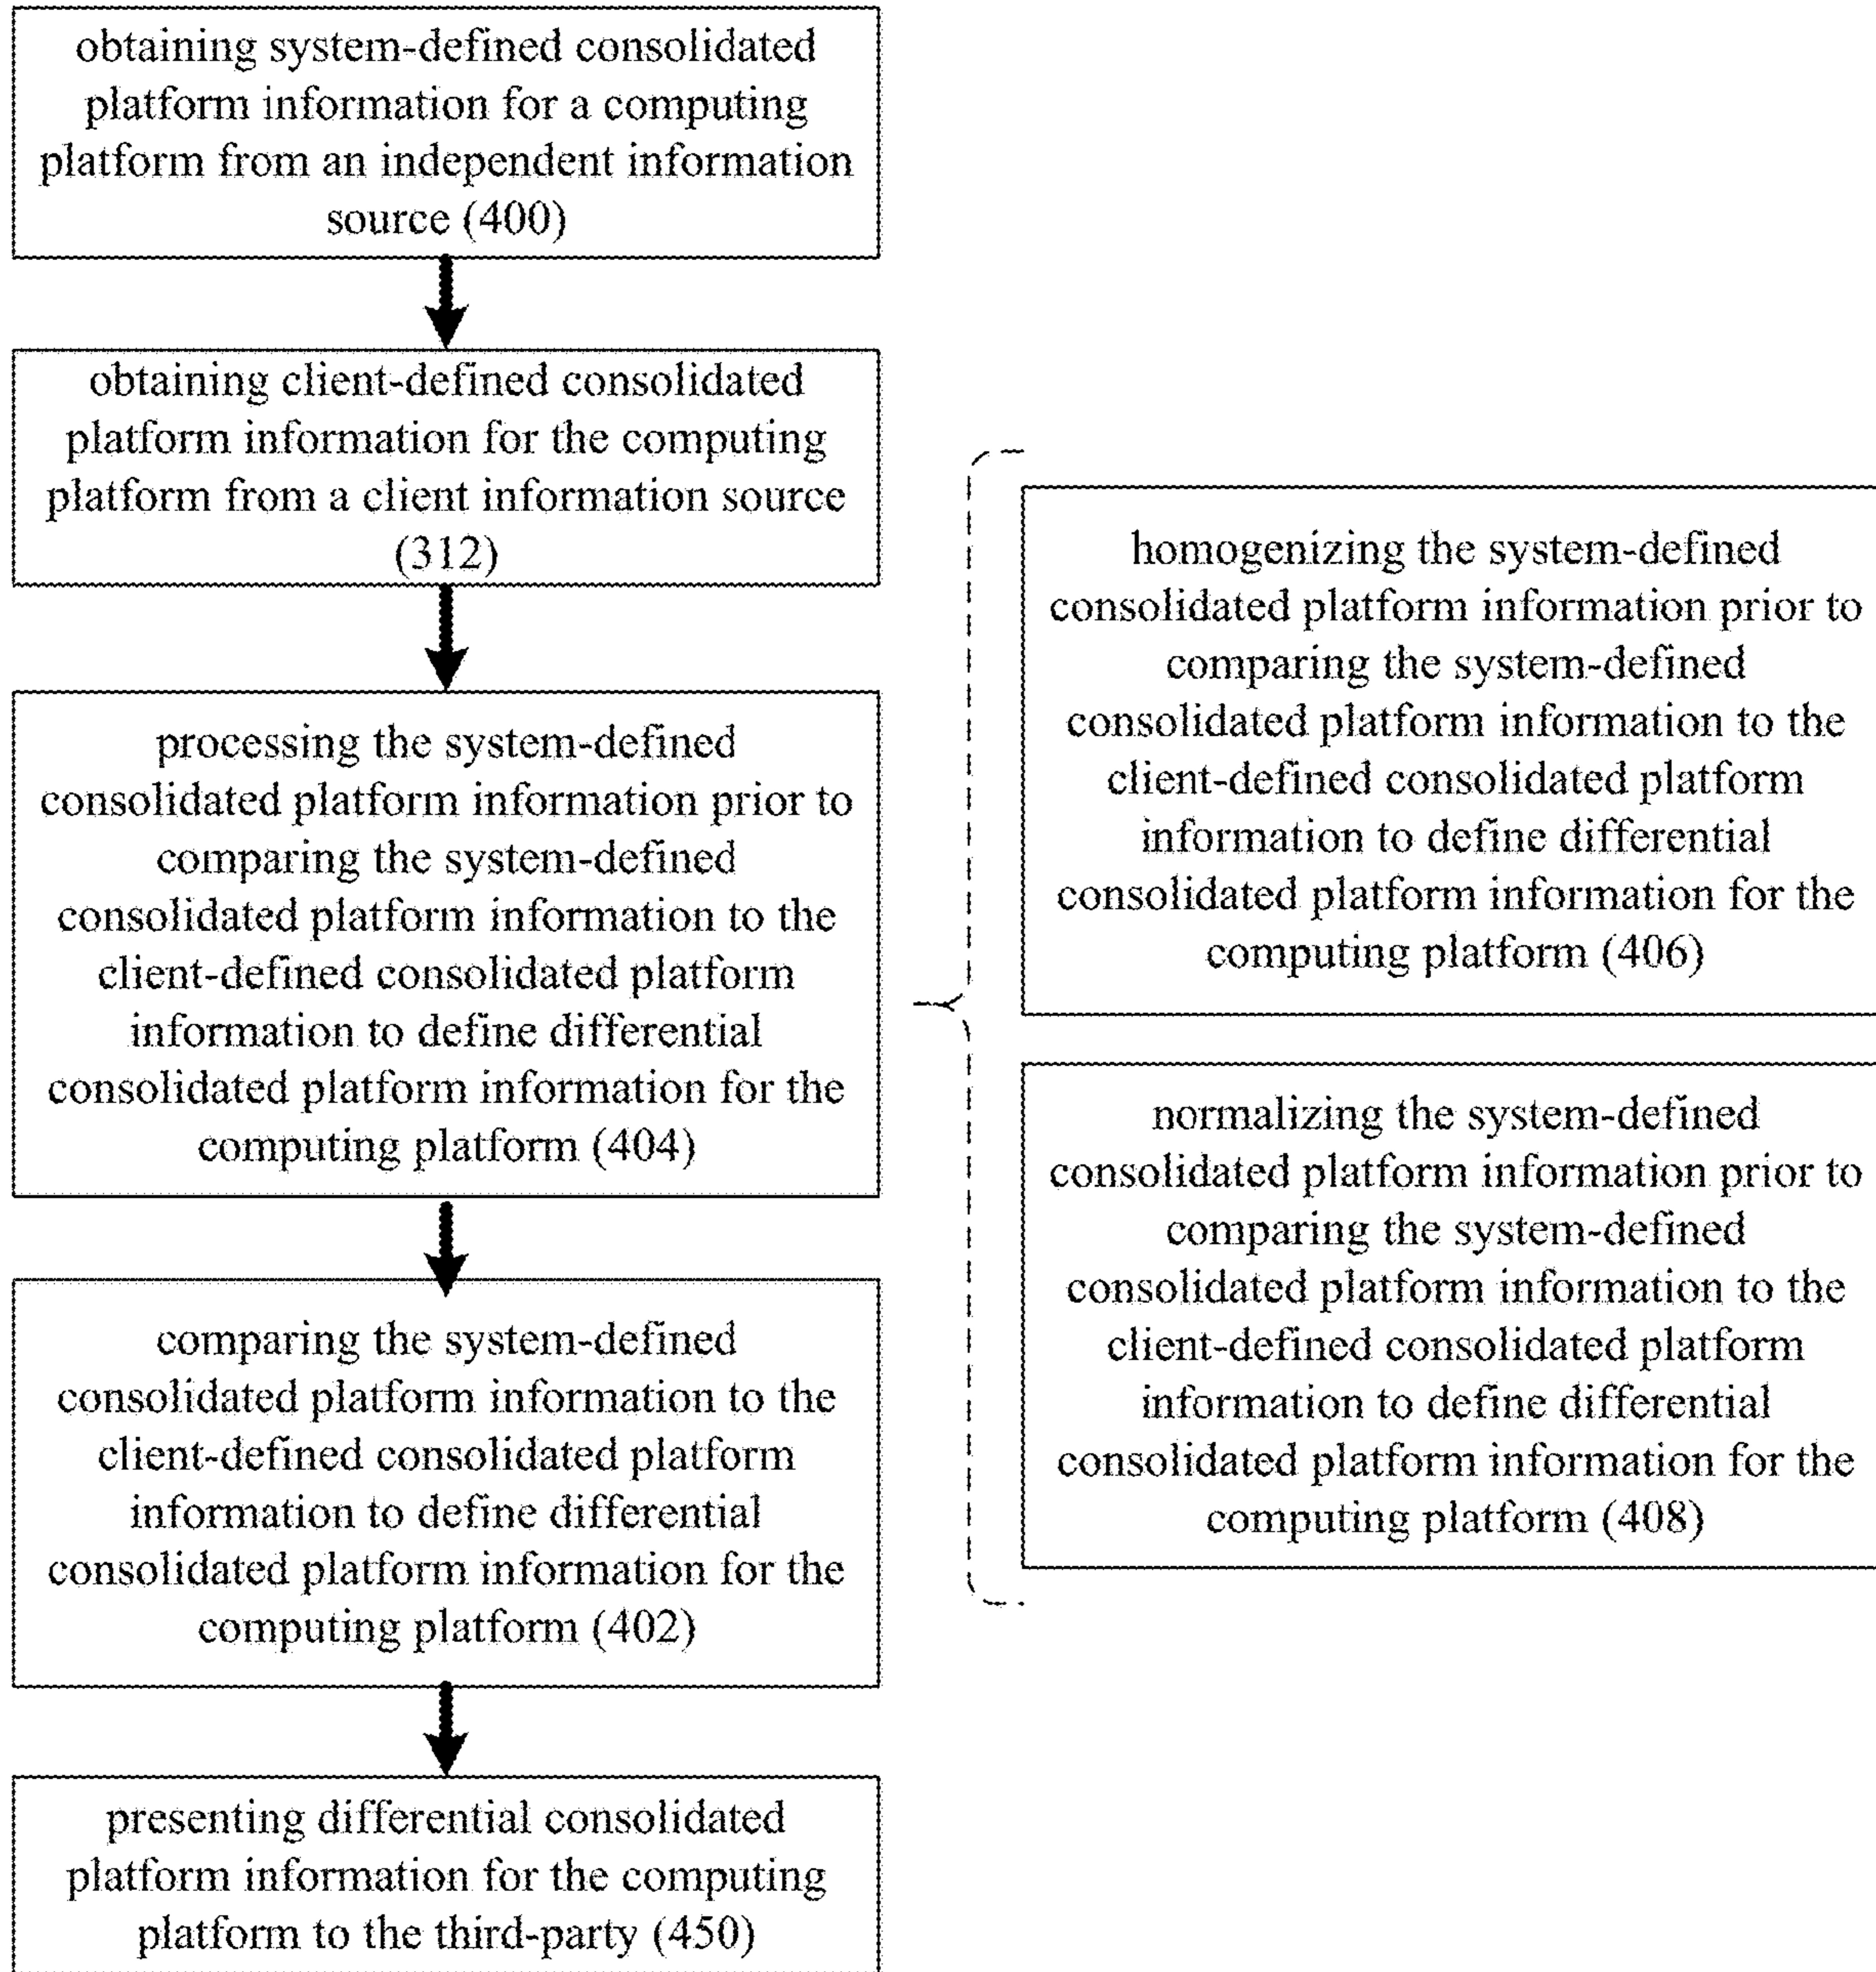 obtaining system-defined consolidated
platform information for a computing
platform from an independent information
source (400)
obtaining client-defined consolidated
platform information for the computing
platform from a client information source
(312)
processing the system-defined
consolidated platform information prior to
comparing the system-defined
consolidated platform information to the
client-defined consolidated platform
information to define differential
consolidated platform information for the
computing platform (404)
comparing the system-defined
consolidated platform information to the
client-defined consolidated platform
information to define differential
consolidated platform information for the
computing platform (402)
presenting differential consolidated
platform information for the computing
platform to the third-party (450)
homogenizing the system-defined
consolidated platform information prior to
comparing the system-defined
consolidated platform information to the
client-defined consolidated platform
information to define differential
consolidated platform information for the
computing platform (406)
normalizing the system-defined
consolidated platform information prior to
comparing the system-defined
consolidated platform information to the
client-defined consolidated platform
information to define differential
consolidated platform information for the
computing platform (408)